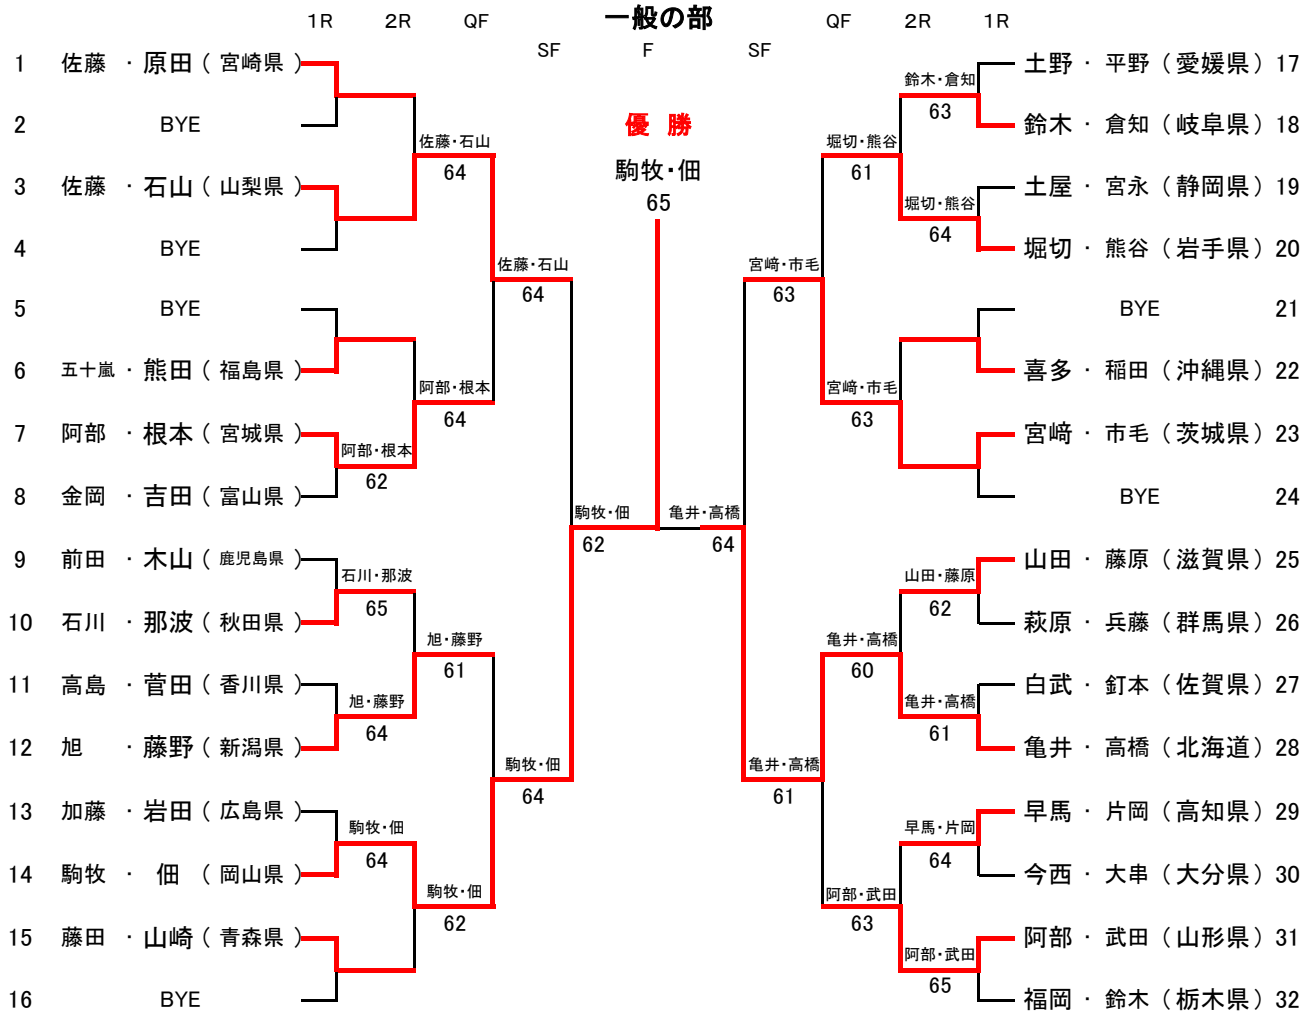 一般の部
1R 2R QF QF 2R 1R
SF F SF
1 佐藤 ・ 原田 ( 宮崎県 )
2 BYE
3 佐藤 ・ 石山 ( 山梨県 )
4 BYE
5 BYE
6 五十嵐 ・ 熊田 ( 福島県 )
7 阿部 ・ 根本 ( 宮城県 )
8 金岡 ・ 吉田 ( 富山県 )
9 前田 ・ 木山 ( 鹿児島県 )
10 石川 ・ 那波 ( 秋田県 )
11 高島 ・ 菅田 ( 香川県 )
12 旭 ・ 藤野 ( 新潟県 )
13 加藤 ・ 岩田 ( 広島県 )
14 駒牧 ・ 佃 ( 岡山県 )
15 藤田 ・ 山崎 ( 青森県 )
16 BYE
阿部・根本
62
石川・那波
65
旭・藤野
64
駒牧・佃
64
佐藤・石山
64
阿部・根本
64
旭・藤野
61
駒牧・佃
62
佐藤・石山
64
駒牧・佃
64
駒牧・佃
62
優 勝
駒牧・佃
65
亀井・高橋
64
宮﨑・市毛
63
亀井・高橋
61
堀切・熊谷
61
宮﨑・市毛
63
亀井・高橋
60
阿部・武田
63
鈴木・倉知
63
堀切・熊谷
64
山田・藤原
62
亀井・高橋
61
早馬・片岡
64
阿部・武田
65
土野 ・ 平野 ( 愛媛県 ) 17
鈴木 ・ 倉知 ( 岐阜県 ) 18
土屋 ・ 宮永 ( 静岡県 ) 19
堀切 ・ 熊谷 ( 岩手県 ) 20
BYE 21
喜多 ・ 稲田 ( 沖縄県 ) 22
宮﨑 ・ 市毛 ( 茨城県 ) 23
BYE 24
山田 ・ 藤原 ( 滋賀県 ) 25
萩原 ・ 兵藤 ( 群馬県 ) 26
白武 ・ 釘本 ( 佐賀県 ) 27
亀井 ・ 高橋 ( 北海道 ) 28
早馬 ・ 片岡 ( 高知県 ) 29
今西 ・ 大串 ( 大分県 ) 30
阿部 ・ 武田 ( 山形県 ) 31
福岡 ・ 鈴木 ( 栃木県 ) 32